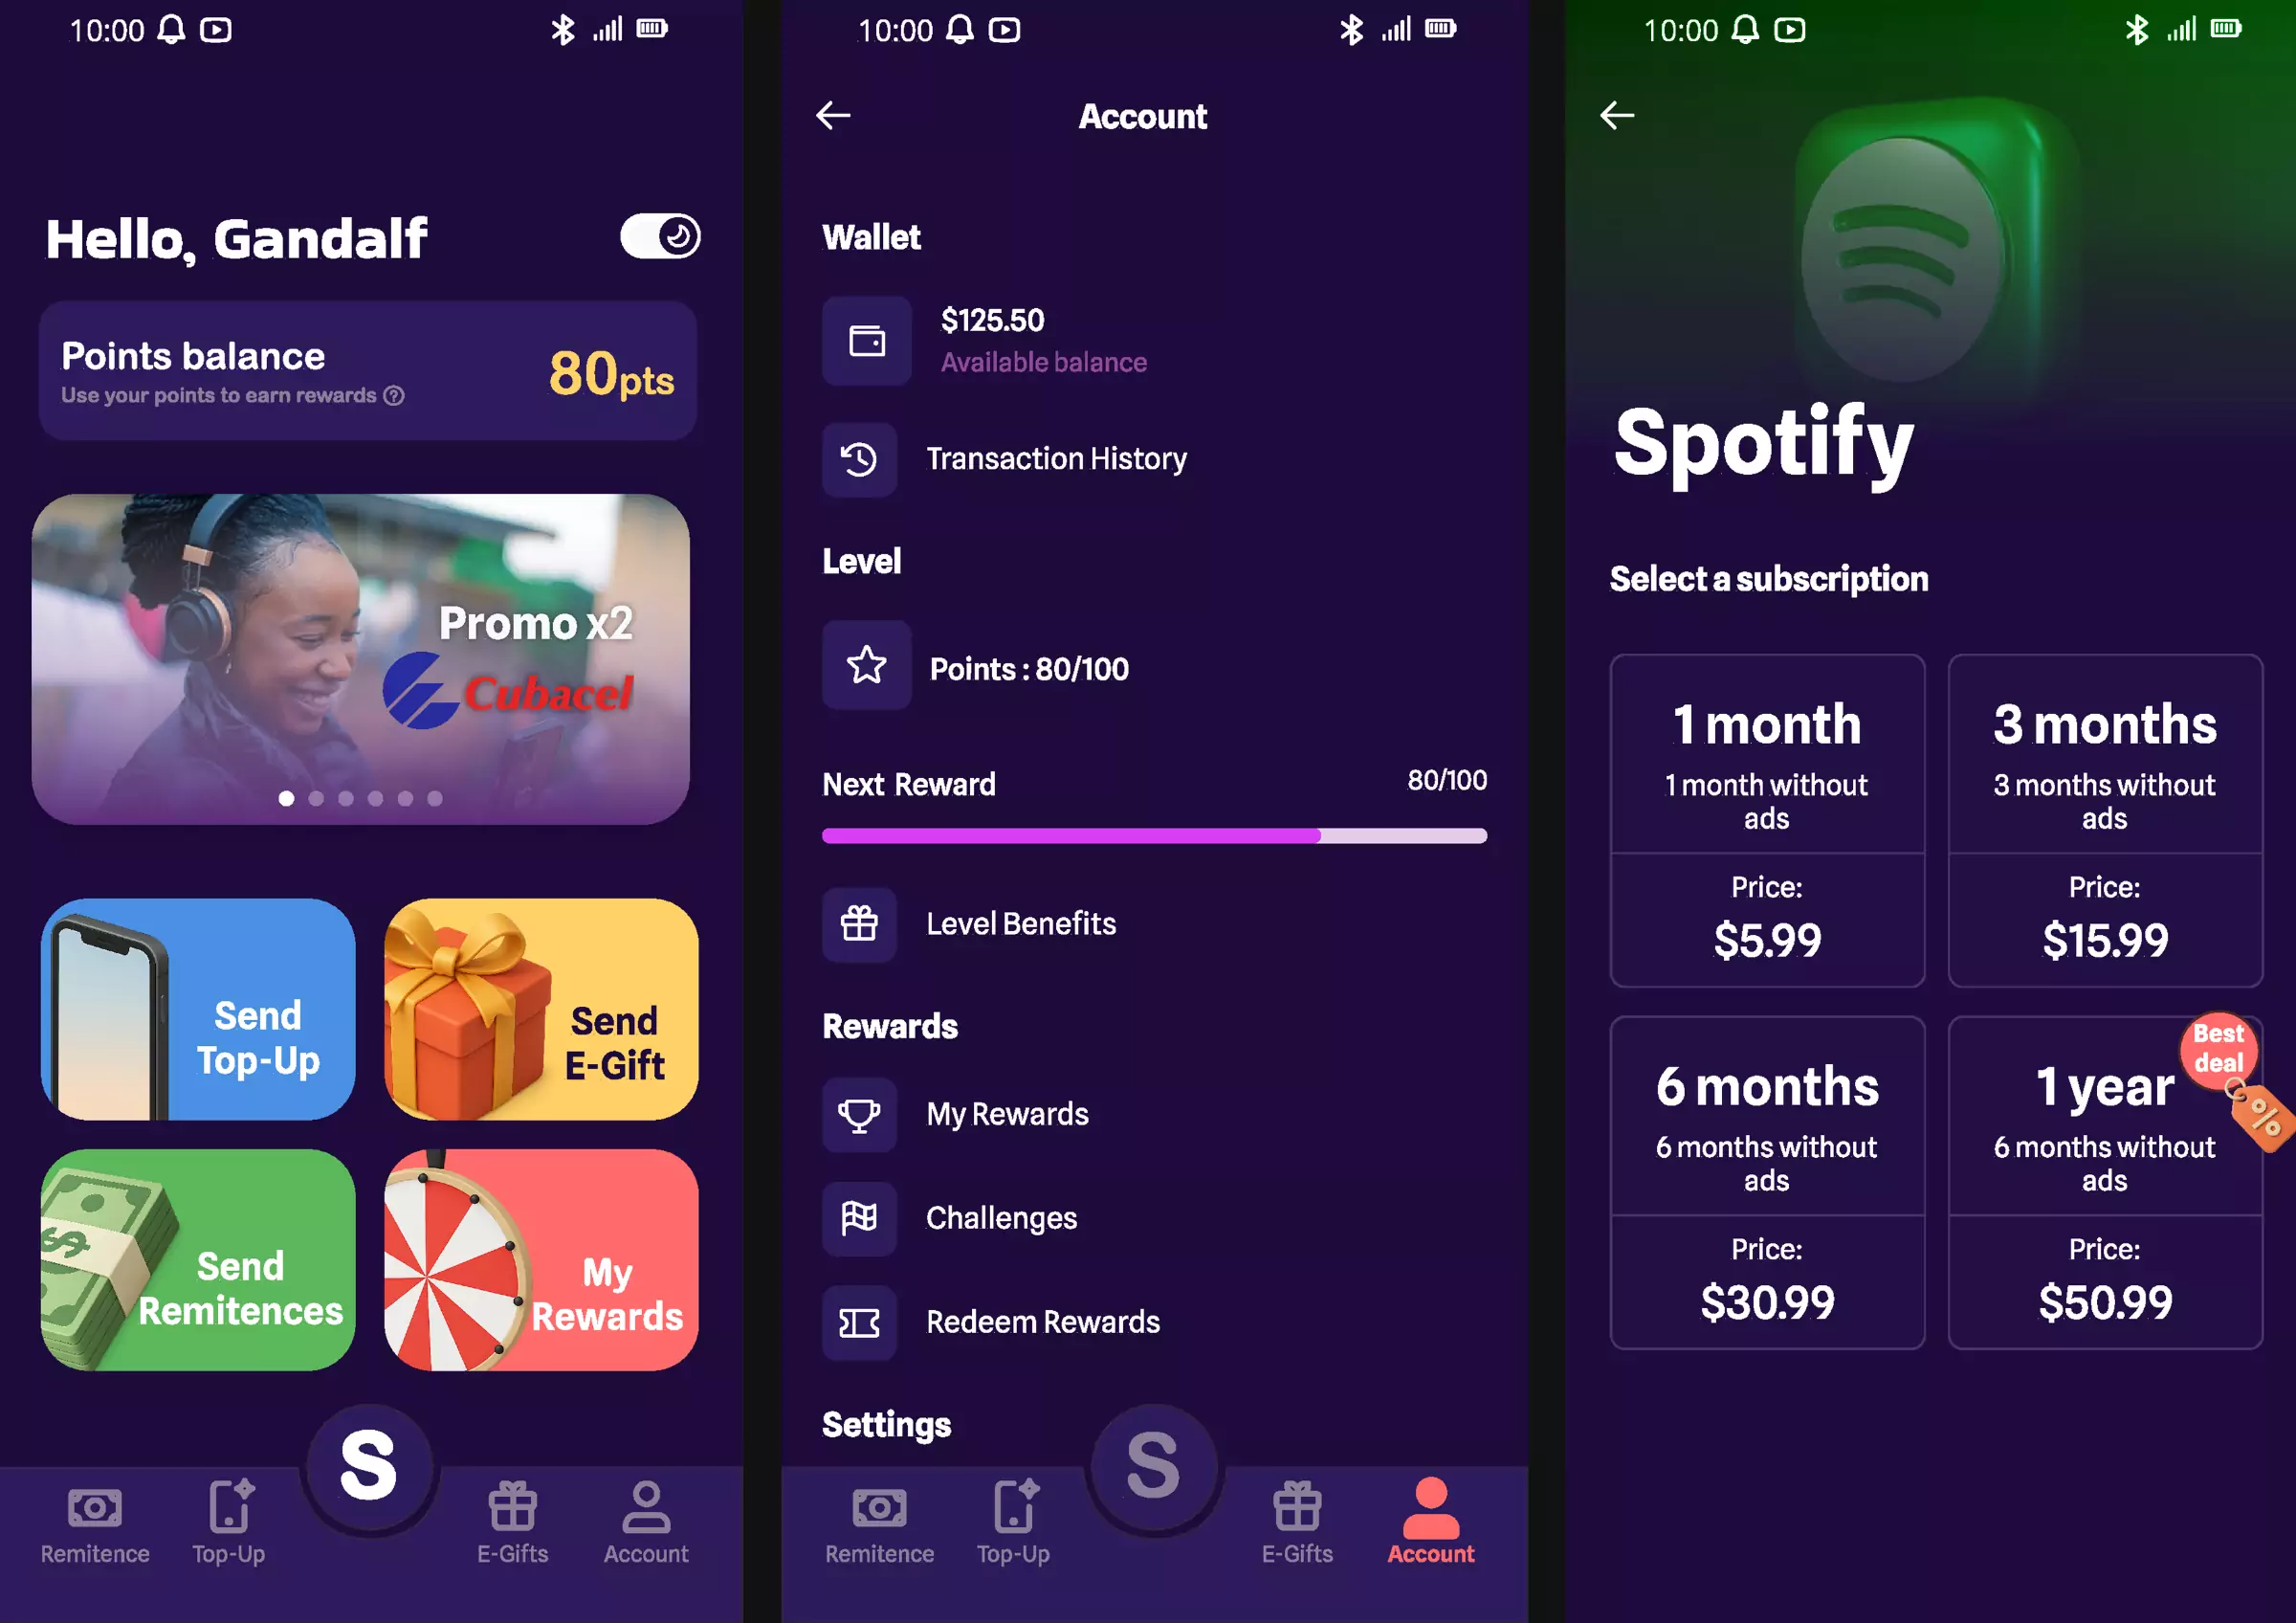 10:00
Hello, Gandalf
Points balance
Use your points to earn rewards
80pts
Promo x2
Cubacel
Send
Top-Up
Send
E-Gift
Send
Remitences
My
Rewards
S
Remitence
Top-Up
E-Gifts
Account
10:00
Account
Wallet
$125.50
Available balance
Transaction History
Level
Points : 80/100
Next Reward
80/100
Level Benefits
Rewards
My Rewards
Challenges
Redeem Rewards
Settings
S
Remitence
Top-Up
E-Gifts
Account
10:00
Spotify
Select a subscription
1 month
1 month without
ads
Price:
$5.99
3 months
3 months without
ads
Price:
$15.99
6 months
6 months without
ads
Price:
$30.99
Best
deal
1 year
6 months without
ads
Price:
$50.99